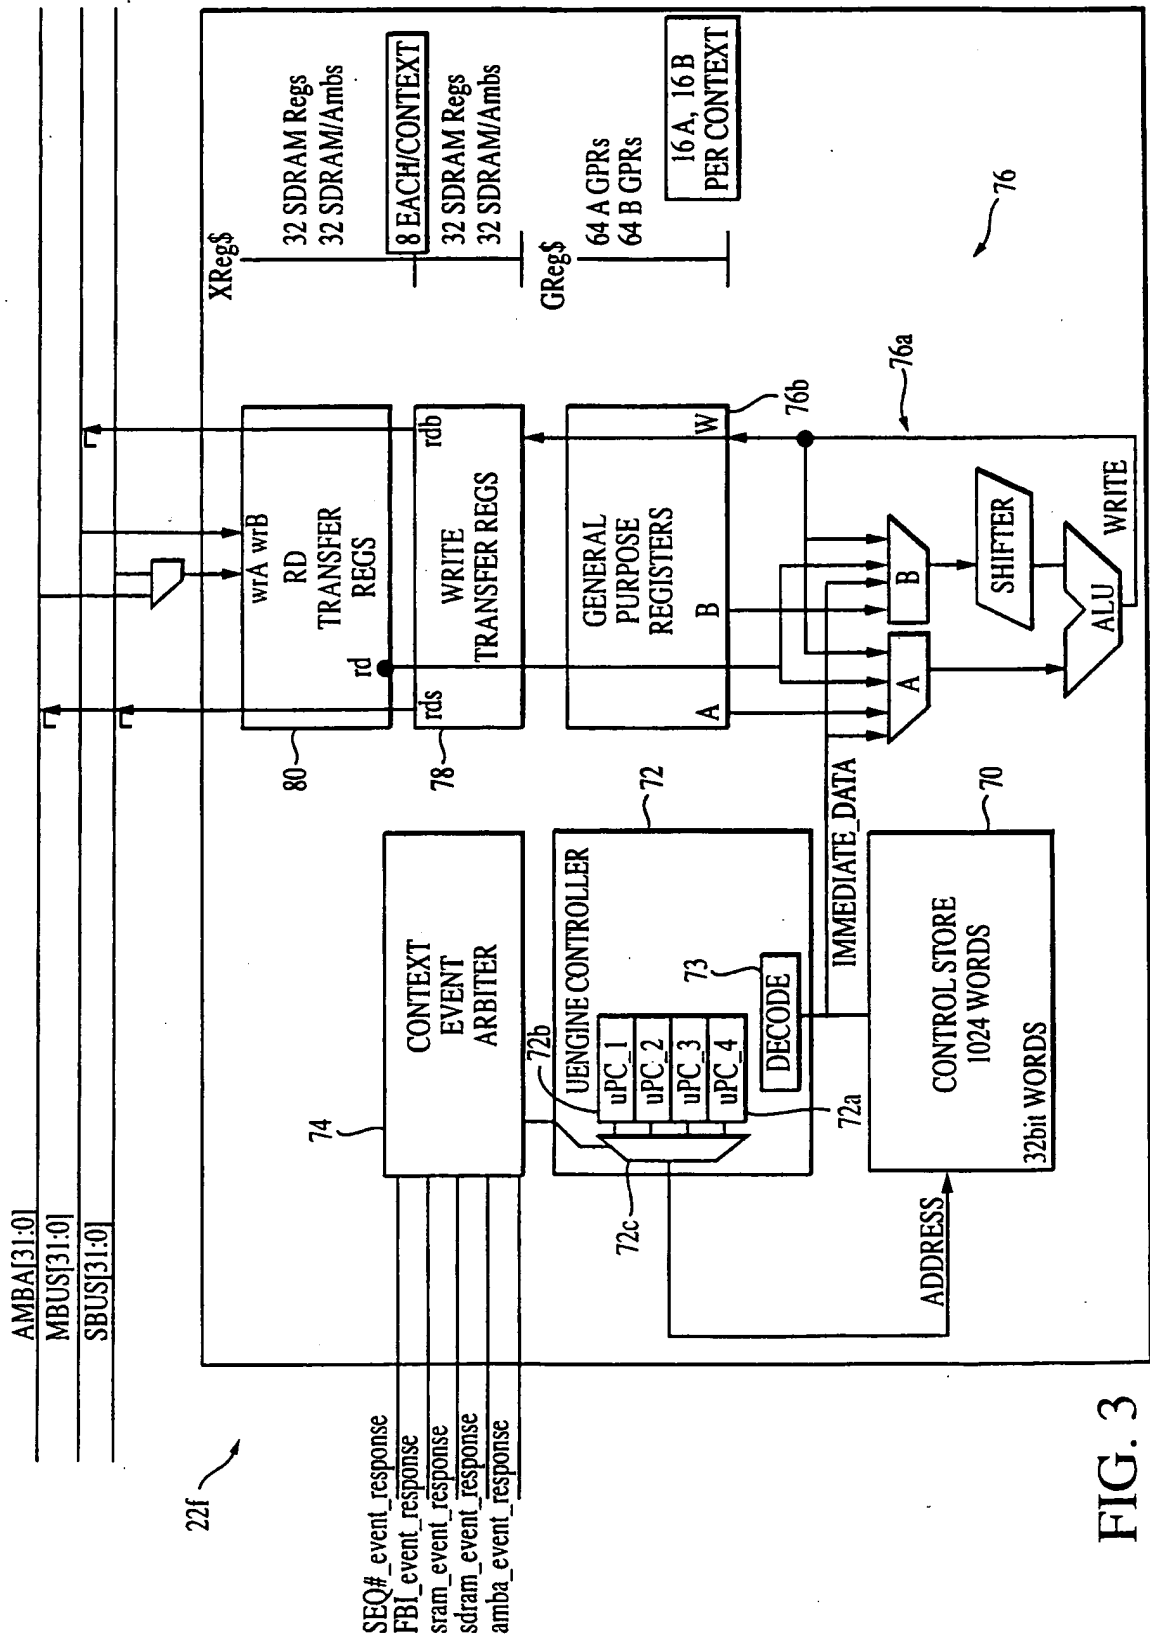 AMBA[31:0]
MBUS[31:0]
SBUS[31:0]
22f
SEQ#_event_response
FBI_event_response
sram_event_response
sdram_event_response
amba_event_response
74
CONTEXT
EVENT
ARBITER
72
UENGINE CONTROLLER
72b
uPC_1
uPC_2
uPC_3
uPC_4
72a
72c
73
DECODE
IMMEDIATE_DATA
ADDRESS
70
CONTROL STORE
1024 WORDS
32bit WORDS
80
wrA wrB
RD
TRANSFER
REGS
rd
78
rds
rdb
WRITE
TRANSFER REGS
GENERAL
PURPOSE
REGISTERS
A
B
W
76b
76a
A
B
SHIFTER
ALU
WRITE
76
XReg$
32 SDRAM Regs
32 SDRAM/Ambs
8 EACH/CONTEXT
32 SDRAM Regs
32 SDRAM/Ambs
GReg$
64 A GPRs
64 B GPRs
16 A, 16 B
PER CONTEXT
FIG. 3